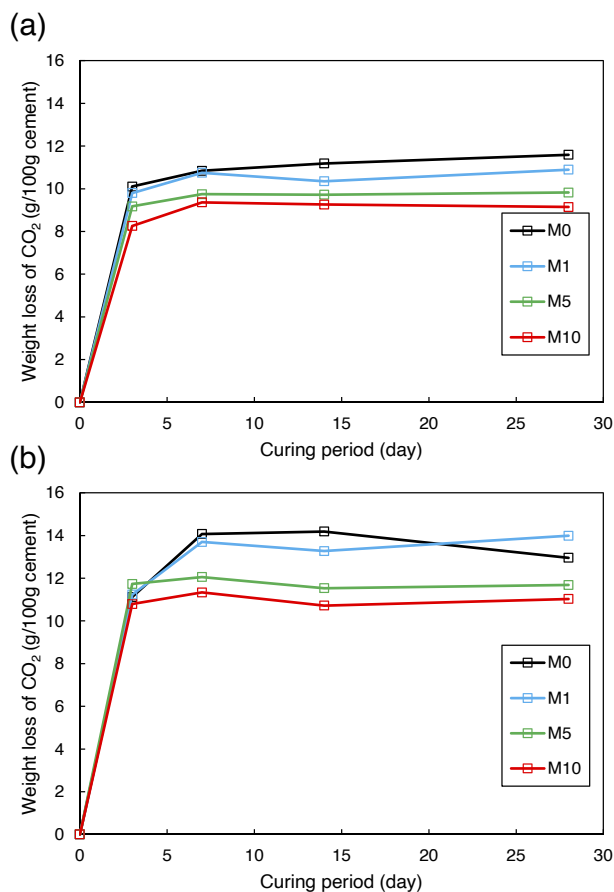 (a)
Weight loss of CO₂ (g/100g cement)
16
14
12
10
8
6
4
2
0
M0
M1
M5
M10
0 5 10 15 20 25 30
Curing period (day)
(b)
Weight loss of CO₂ (g/100g cement)
16
14
12
10
8
6
4
2
0
M0
M1
M5
M10
0 5 10 15 20 25 30
Curing period (day)